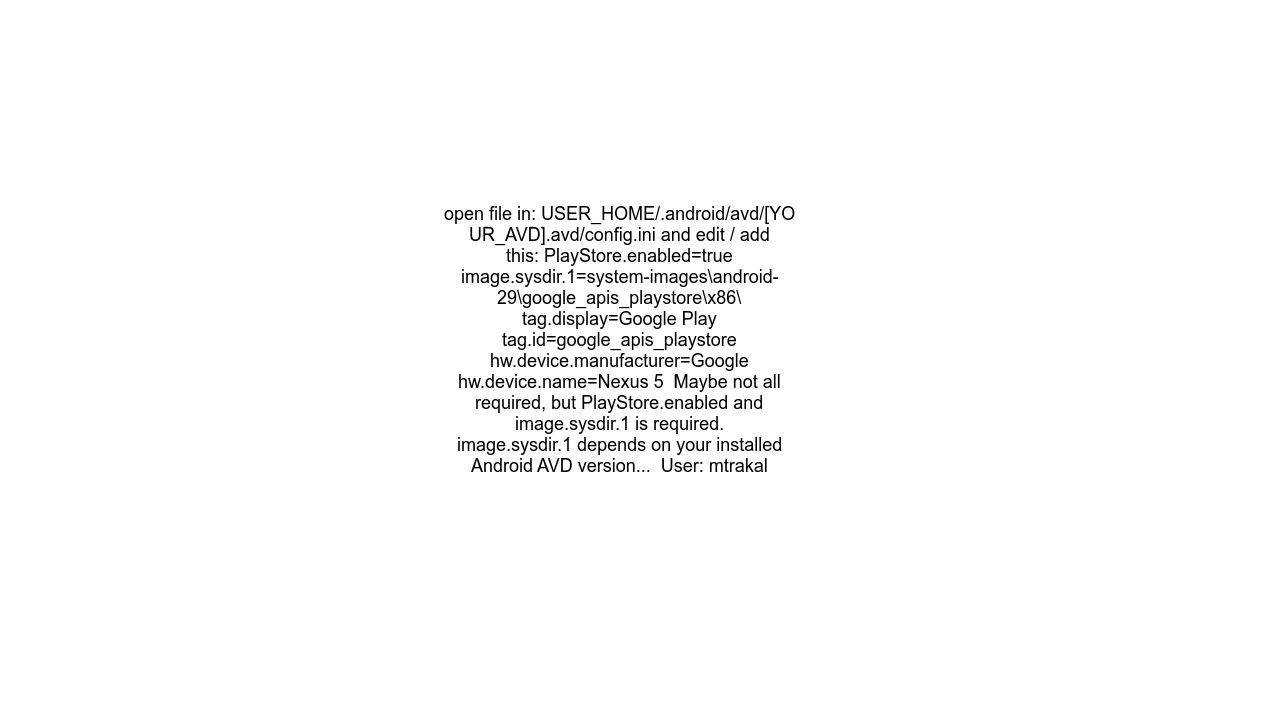 open file in: USER_HOME/.android/avd/[YO
UR_AVD].avd/config.ini and edit / add
this: PlayStore.enabled=true
image.sysdir.1=system-images\android-
29\google_apis_playstore\x86\
tag.display=Google Play
tag.id=google_apis_playstore
hw.device.manufacturer=Google
hw.device.name=Nexus 5  Maybe not all
required, but PlayStore.enabled and
image.sysdir.1 is required.
image.sysdir.1 depends on your installed
Android AVD version...  User: mtrakal